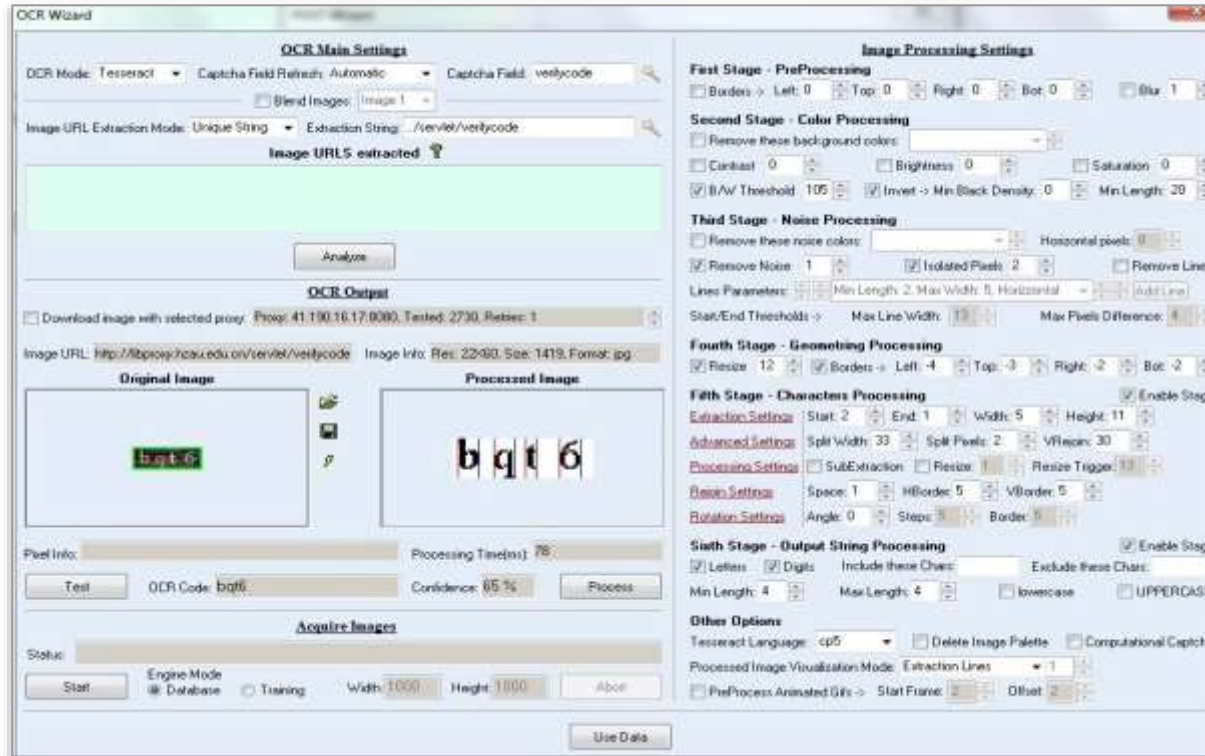 OCR Wizard
OCR Main Settings
OCR Mode: Tesseract Captcha Field Refresh: Automatic Captcha Field: verifycode
Blend Images: Image 1
Image URL Extraction Mode: Unique String Extraction String: /servlet/verifycode
Image URLS extracted ?
Analyze
OCR Output
Download image with selected proxy: Proxy: 41.190.16.17:8080, Tested: 2730, Retries: 1
Image URL: http://libproxy.hzau.edu.cn/servlet/verifycode Image Info: Res: 22x60, Size: 1419, Format: jpg
Original Image Processed Image
bqt6 b q t 6
Pixel Info: Processing Time(ms): 78
Test OCR Code: bqt6 Confidence: 65 % Process
Acquire Images
Status:
Engine Mode
Start Database Training Width: 1000 Height: 1000 Abort
Image Processing Settings
First Stage - PreProcessing
Borders -> Left: 0 Top: 0 Right: 0 Bot: 0 Blur 1
Second Stage - Color Processing
Remove these background colors:
Contrast 0 Brightness 0 Saturation 0
B/W Threshold 105 Invert -> Min Black Density: 0 Min Length: 20
Third Stage - Noise Processing
Remove these noise colors: Horizontal pixels:
Remove Noise 1 Isolated Pixels 2 Remove Line
Lines Parameters: Min Length: 2, Max Width: 5, Horizontal Add Line
Start/End Thresholds -> Max Line Width: 13 Max Pixels Difference: 4
Fourth Stage - Geometring Processing
Resize 12 Borders -> Left: -4 Top: -3 Right: -2 Bot: -2
Fifth Stage - Characters Processing Enable Stag
Extraction Settings Start: 2 End: 1 Width: 5 Height: 11
Advanced Settings Split Width: 33 Split Pixels: 2 VRejoin: 30
Processing Settings SubExtraction Resize: 1 Resize Trigger: 13
Rejoin Settings Space: 1 HBorder: 5 VBorder: 5
Rotation Settings Angle: 0 Steps: 5 Border: 5
Sixth Stage - Output String Processing Enable Stag
Letters Digits Include these Chars: Exclude these Chars:
Min Length: 4 Max Length: 4 lowercase UPPERCAS
Other Options
Tesseract Language: cp5 Delete Image Palette Computational Captch
Processed Image Visualization Mode: Extraction Lines 1
PreProcess Animated Gifs -> Start Frame: 2 Offset: 2
Use Data